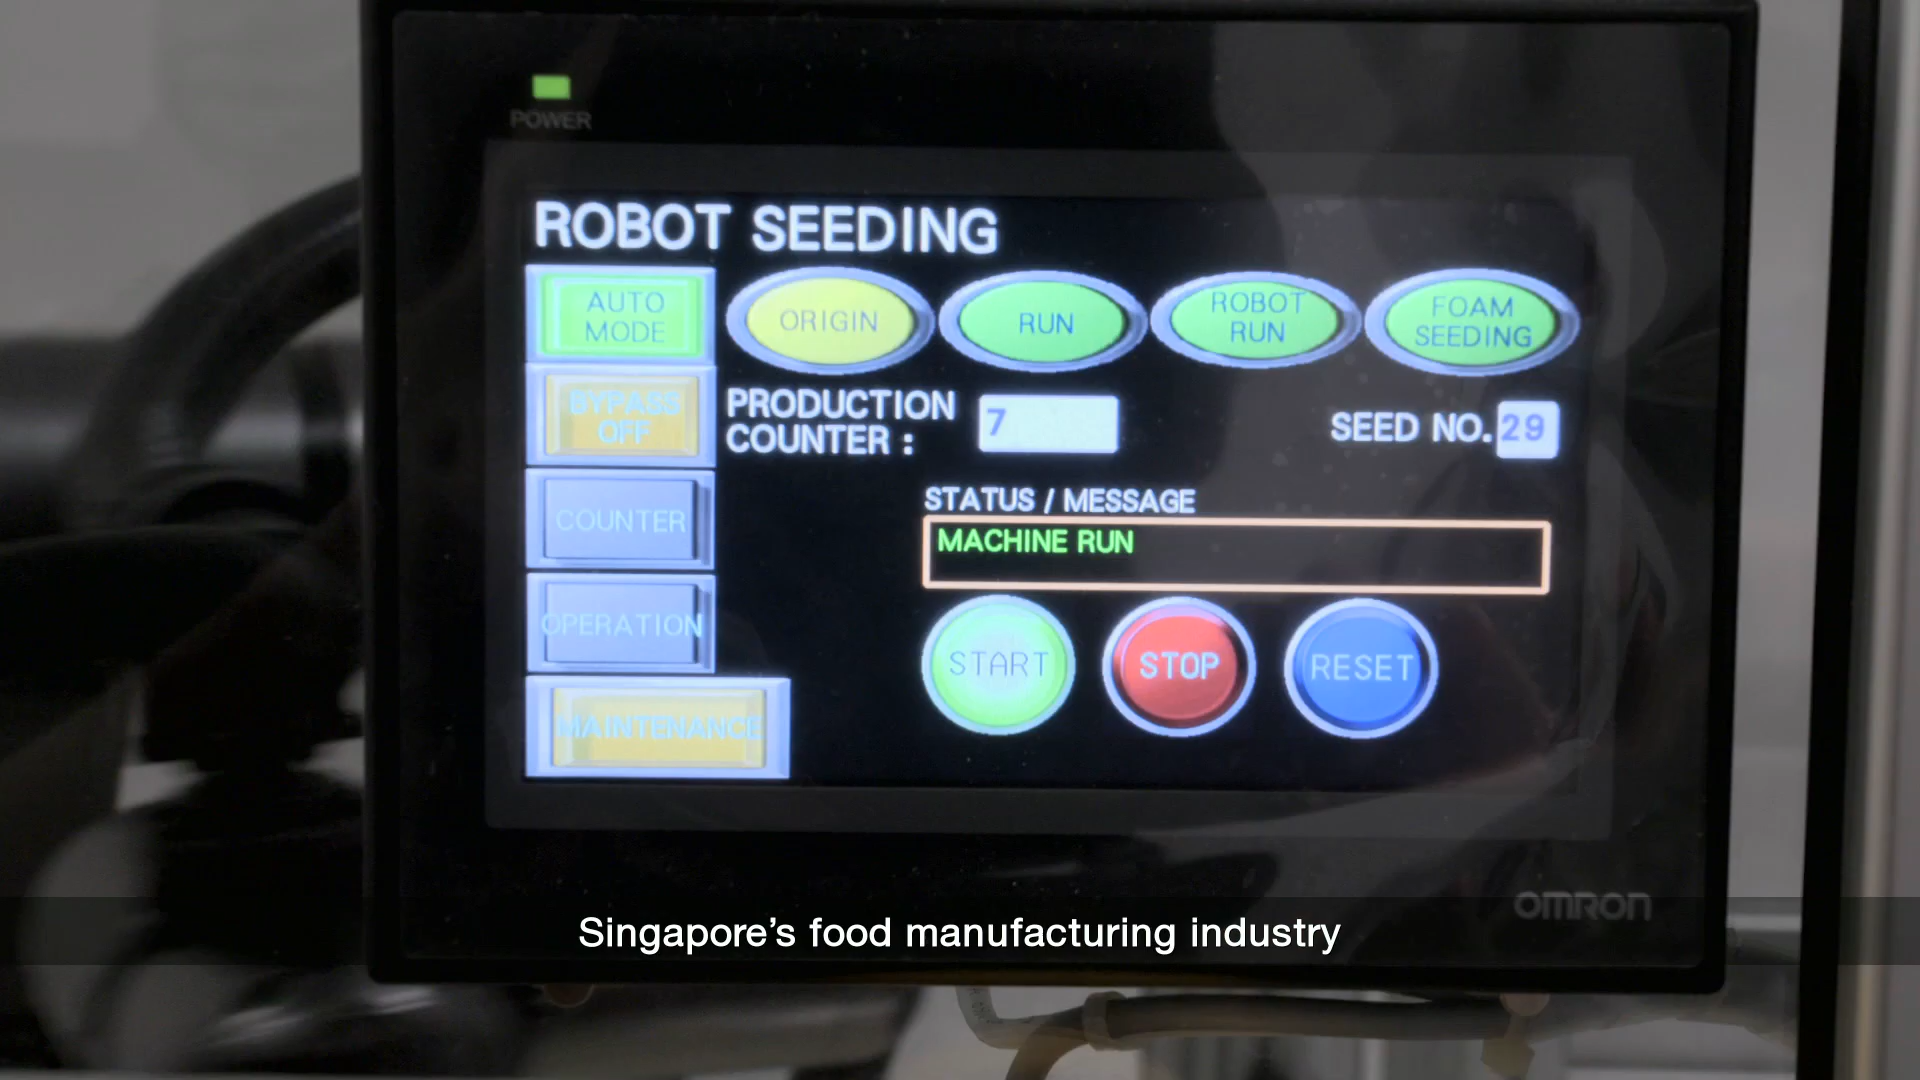 POWER
ROBOT SEEDING
AUTO
MODE
ORIGIN
RUN
ROBOT
RUN
FOAM
SEEDING
BYPASS
OFF
PRODUCTION
COUNTER :
7
SEED NO.
29
COUNTER
STATUS / MESSAGE
MACHINE RUN
OPERATION
START
STOP
RESET
MAINTENANCE
OMRON
Singapore’s food manufacturing industry